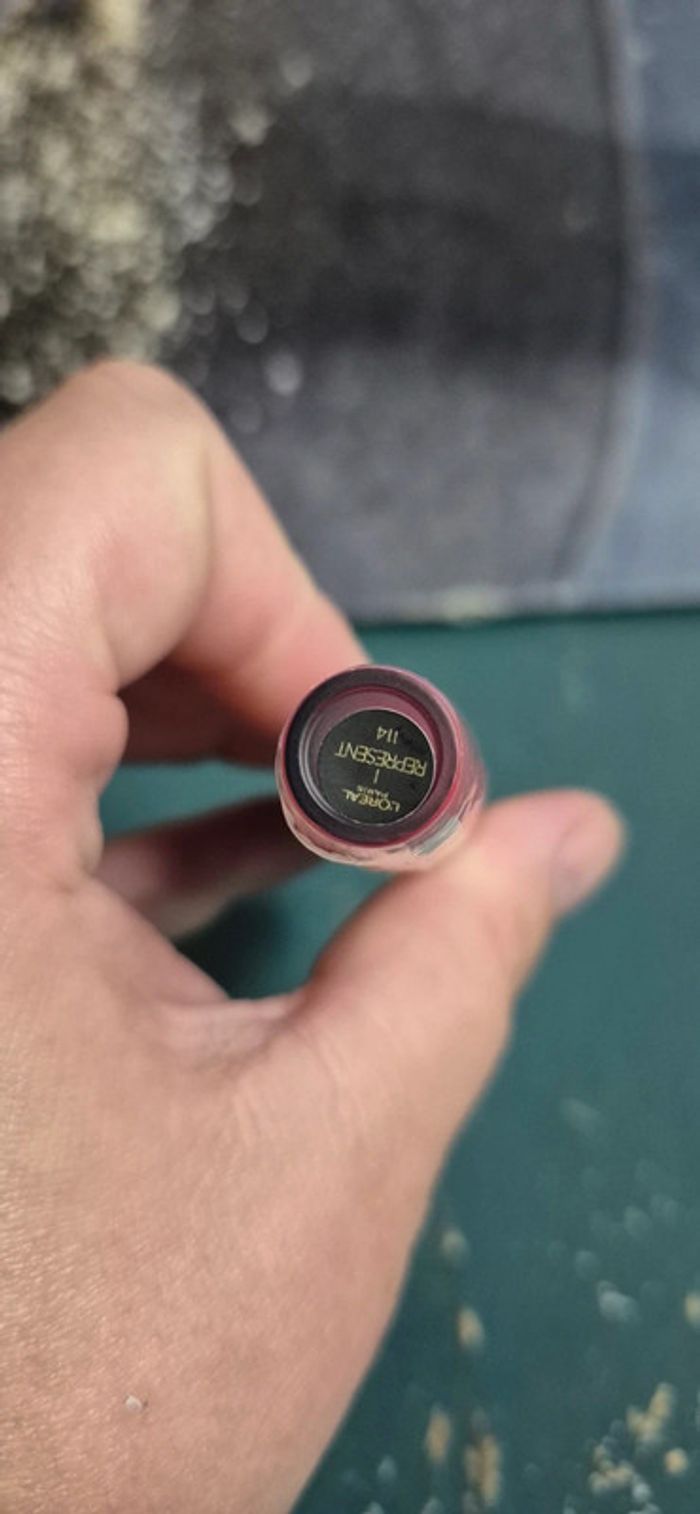 L'ORÉAL
PARIS
I
REPRESENT
114